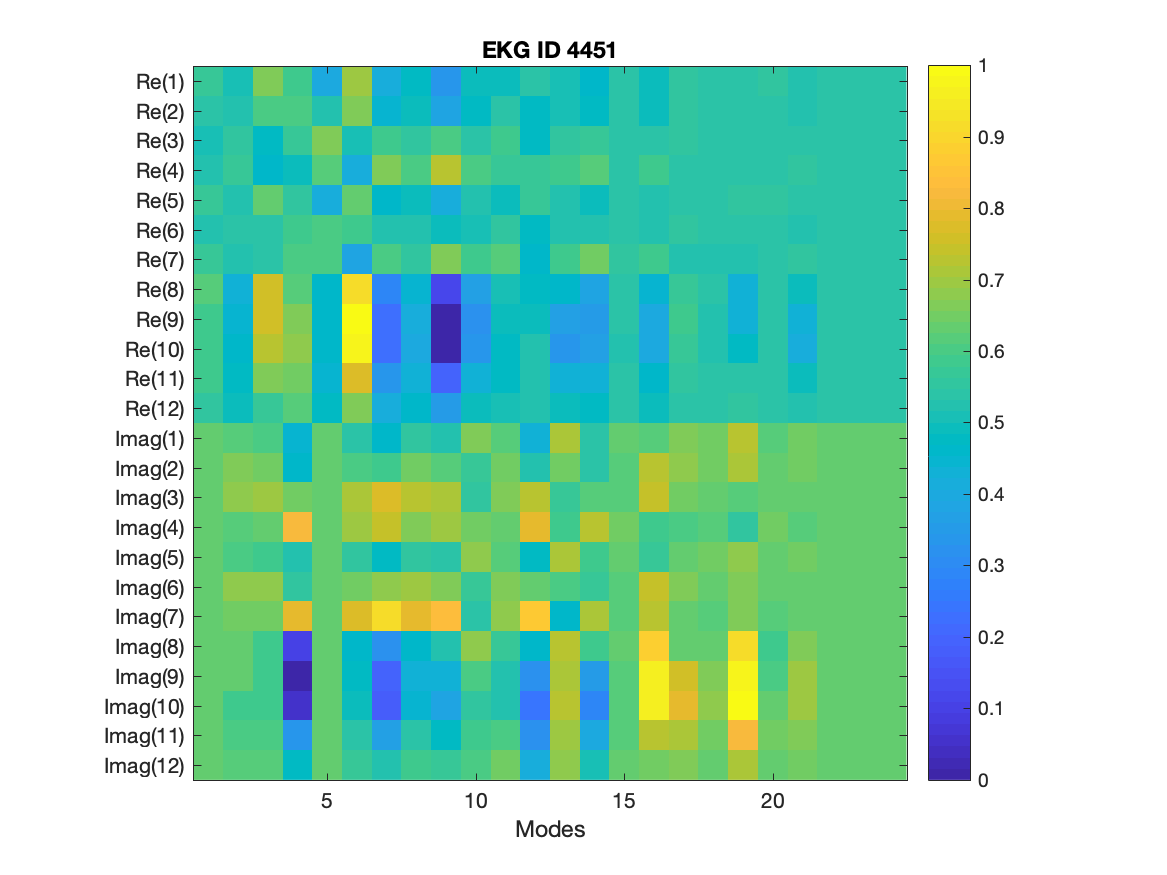 EKG ID 4451
Re(1)
Re(2)
Re(3)
Re(4)
Re(5)
Re(6)
Re(7)
Re(8)
Re(9)
Re(10)
Re(11)
Re(12)
Imag(1)
Imag(2)
Imag(3)
Imag(4)
Imag(5)
Imag(6)
Imag(7)
Imag(8)
Imag(9)
Imag(10)
Imag(11)
Imag(12)
5 10 15 20
Modes
1
0.9
0.8
0.7
0.6
0.5
0.4
0.3
0.2
0.1
0